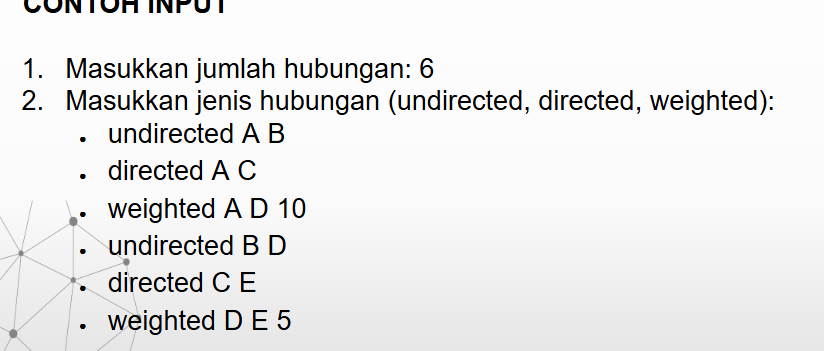 CONTOH INPUT
1. Masukkan jumlah hubungan: 6
2. Masukkan jenis hubungan (undirected, directed, weighted):
• undirected A B
• directed A C
• weighted A D 10
• undirected B D
• directed C E
• weighted D E 5